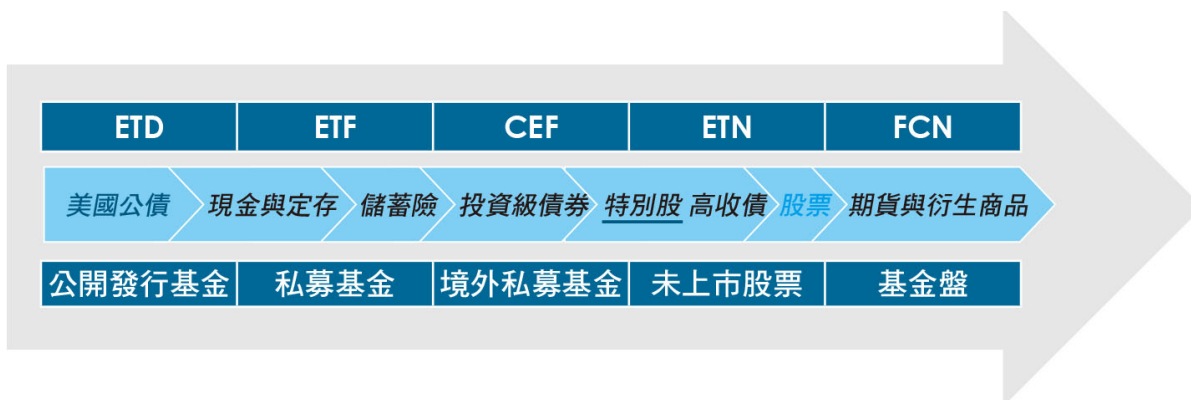 ETD ETF CEF ETN FCN
美國公債 現金與定存 儲蓄險 投資級債券 特別股 高收債 股票 期貨與衍生商品
公開發行基金 私募基金 境外私募基金 未上市股票 基金盤